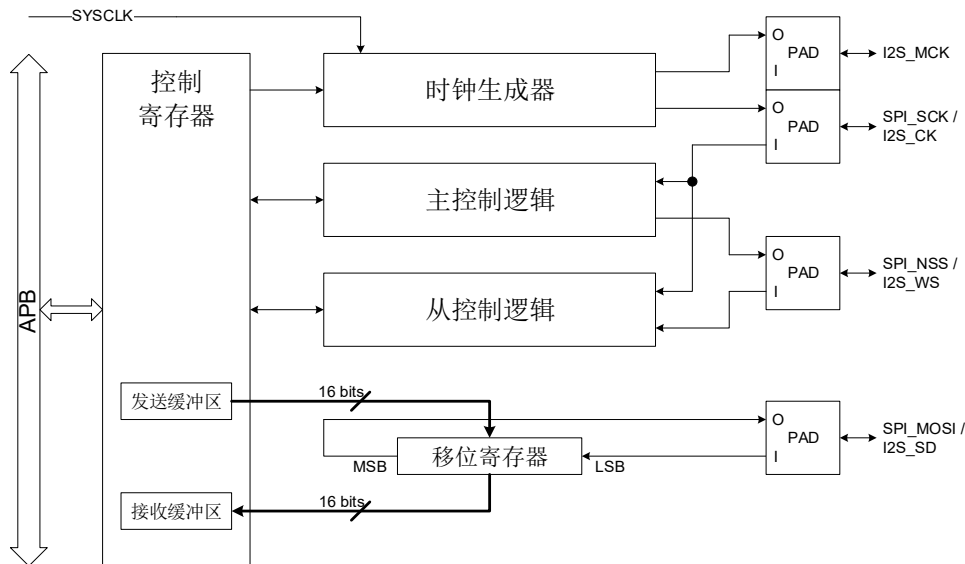 SYSCLK
控制
寄存器
时钟生成器
O
PAD
I
I2S_MCK
O
PAD
I
SPI_SCK /
I2S_CK
主控制逻辑
O
PAD
I
SPI_NSS /
I2S_WS
从控制逻辑
APB
发送缓冲区
16 bits
O
PAD
I
SPI_MOSI /
I2S_SD
MSB
移位寄存器
LSB
接收缓冲区
16 bits